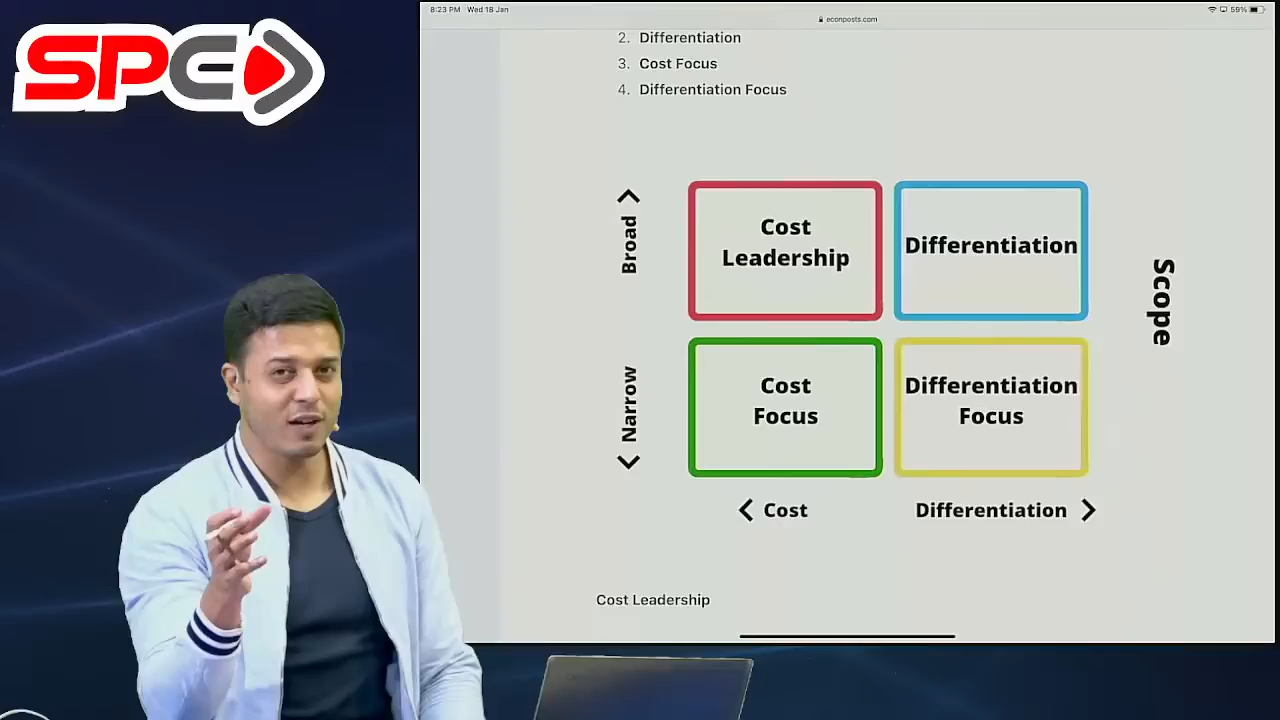 SPE
8:23 PM Wed 18 Jan
59%
econposts.com
2. Differentiation
3. Cost Focus
4. Differentiation Focus
Broad
Cost
Leadership
Differentiation
Scope
Narrow
Cost
Focus
Differentiation
Focus
Cost
Differentiation
Cost Leadership